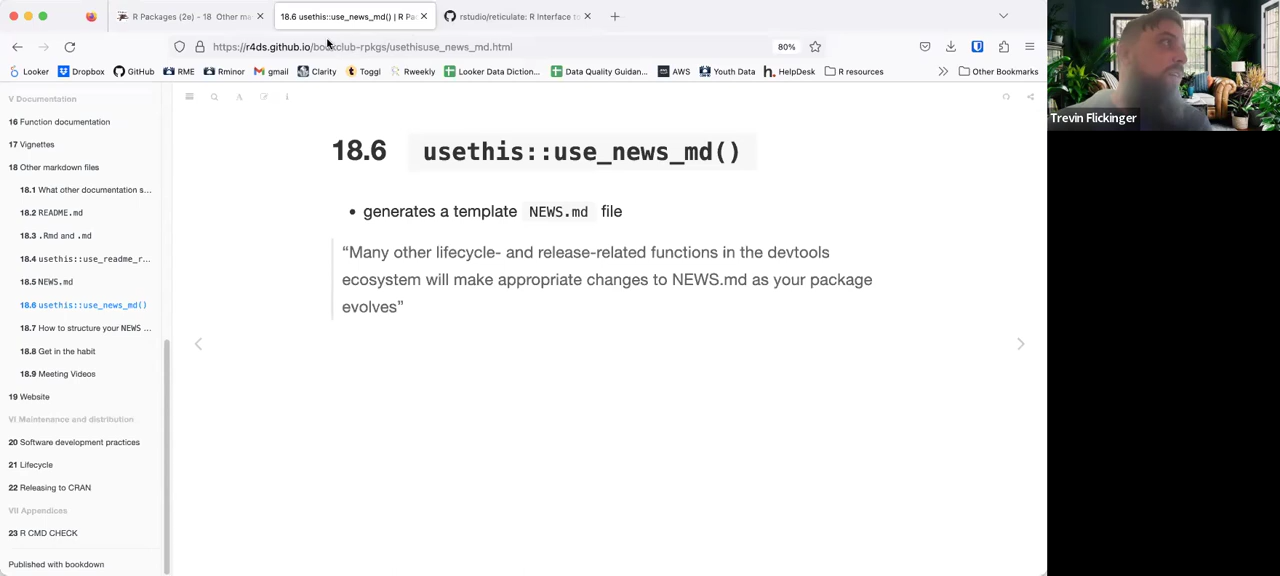 R Packages (2e) - 18 Other ma
18.6 usethis::use_news_md() | R Pa
rstudio/reticulate: R Interface to
https://r4ds.github.io/bookclub-rpkgs/usethisuse_news_md.html
80%
Looker
Dropbox
GitHub
RME
Rminor
gmail
Clarity
Toggl
Rweekly
Looker Data Diction...
Data Quality Guidan...
AWS
Youth Data
HelpDesk
R resources
Other Bookmarks
V Documentation
16 Function documentation
17 Vignettes
18 Other markdown files
18.1 What other documentation s...
18.2 README.md
18.3 .Rmd and .md
18.4 usethis::use_readme_r...
18.5 NEWS.md
18.6 usethis::use_news_md()
18.7 How to structure your NEWS ...
18.8 Get in the habit
18.9 Meeting Videos
19 Website
VI Maintenance and distribution
20 Software development practices
21 Lifecycle
22 Releasing to CRAN
VII Appendices
23 R CMD CHECK
Published with bookdown
18.6 usethis::use_news_md()
• generates a template NEWS.md file
“Many other lifecycle- and release-related functions in the devtools
ecosystem will make appropriate changes to NEWS.md as your package
evolves”
Trevin Flickinger